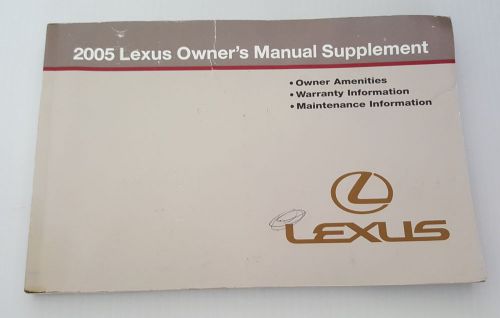 2005 Lexus Owner's Manual Supplement
• Owner Amenities
• Warranty Information
• Maintenance Information
LEXUS